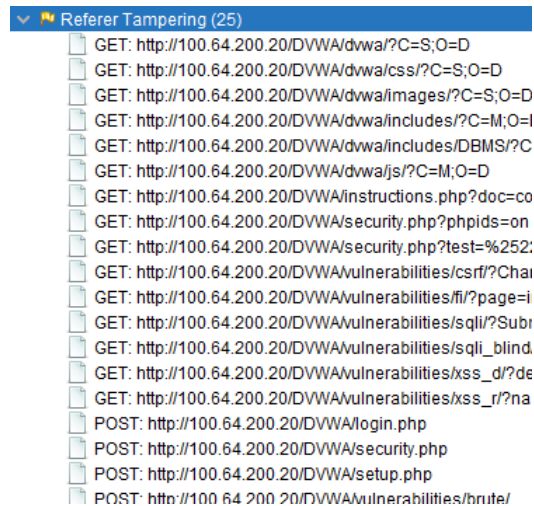 Referer Tampering (25)
GET: http://100.64.200.20/DVWA/dvwa/?C=S;O=D
GET: http://100.64.200.20/DVWA/dvwa/css/?C=S;O=D
GET: http://100.64.200.20/DVWA/dvwa/images/?C=S;O=D
GET: http://100.64.200.20/DVWA/dvwa/includes/?C=M;O=
GET: http://100.64.200.20/DVWA/dvwa/includes/DBMS/?C
GET: http://100.64.200.20/DVWA/dvwa/js/?C=M;O=D
GET: http://100.64.200.20/DVWA/instructions.php?doc=co
GET: http://100.64.200.20/DVWA/security.php?phpids=on
GET: http://100.64.200.20/DVWA/security.php?test=%2522
GET: http://100.64.200.20/DVWA/vulnerabilities/csrf/?Chan
GET: http://100.64.200.20/DVWA/vulnerabilities/fi/?page=i
GET: http://100.64.200.20/DVWA/vulnerabilities/sqli/?Subn
GET: http://100.64.200.20/DVWA/vulnerabilities/sqli_blind/
GET: http://100.64.200.20/DVWA/vulnerabilities/xss_d/?de
GET: http://100.64.200.20/DVWA/vulnerabilities/xss_r/?na
POST: http://100.64.200.20/DVWA/login.php
POST: http://100.64.200.20/DVWA/security.php
POST: http://100.64.200.20/DVWA/setup.php
POST: http://100.64.200.20/DVWA/vulnerabilities/brute/